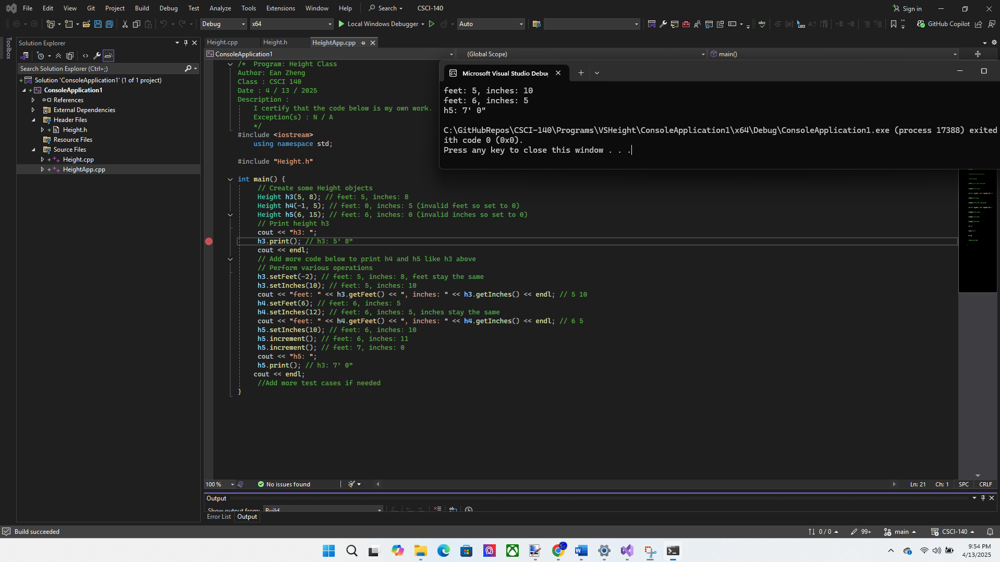 File Edit View Git Project Build Debug Test Analyze Tools Extensions Window Help Search CSCI-140 Sign in
Debug x64 Local Windows Debugger Auto GitHub Copilot
Toolbox
Solution Explorer
Search Solution Explorer (Ctrl+;)
Solution 'ConsoleApplication1' (1 of 1 project)
ConsoleApplication1
References
External Dependencies
Header Files
Height.h
Resource Files
Source Files
Height.cpp
HeightApp.cpp
Height.cpp Height.h HeightApp.cpp
ConsoleApplication1 (Global Scope) main()
/* Program: Height Class
Author: Ean Zheng
Class : CSCI 140
Date : 4 / 13 / 2025
Description :
I certify that the code below is my own work.
Exception(s) : N / A
*/
#include <iostream>
using namespace std;
#include "Height.h"
int main() {
// Create some Height objects
Height h3(5, 8); // feet: 5, inches: 8
Height h4(-1, 5); // feet: 0, inches: 5 (invalid feet so set to 0)
Height h5(6, 15); // feet: 6, inches: 0 (invalid inches so set to 0)
// Print height h3
cout << "h3: ";
h3.print(); // h3: 5’ 8”
cout << endl;
// Add more code below to print h4 and h5 like h3 above
// Perform various operations
h3.setFeet(-2); // feet: 5, inches: 8, feet stay the same
h3.setInches(10); // feet: 5, inches: 10
cout << "feet: " << h3.getFeet() << ", inches: " << h3.getInches() << endl; // 5 10
h4.setFeet(6); // feet: 6, inches: 5
h4.setInches(12); // feet: 6, inches: 5, inches stay the same
cout << "feet: " << h4.getFeet() << ", inches: " << h4.getInches() << endl; // 6 5
h5.setInches(10); // feet: 6, inches: 10
h5.increment(); // feet: 6, inches: 11
h5.increment(); // feet: 7, inches: 0
cout << "h5: ";
h5.print(); // h3: 7’ 0”
cout << endl;
//Add more test cases if needed
}
Microsoft Visual Studio Debug
feet: 5, inches: 10
feet: 6, inches: 5
h5: 7' 0"
C:\GitHubRepos\CSCI-140\Programs\VSHeight\ConsoleApplication1\x64\Debug\ConsoleApplication1.exe (process 17388) exited
ith code 0 (0x0).
Press any key to close this window . . .
100 % No issues found Ln: 21 Ch: 1 SPC CRLF
Output
Show output from: Build
Error List Output
Build succeeded 0 / 0 99+ main CSCI-140
9:54 PM
4/13/2025